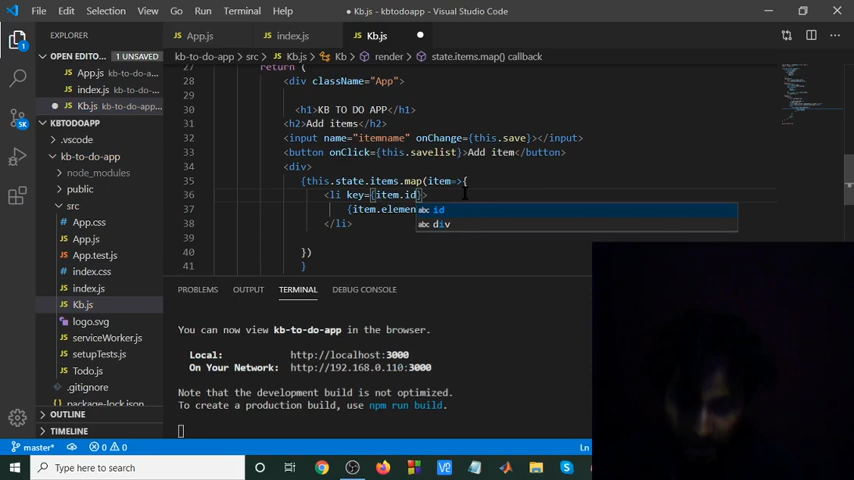 File Edit Selection View Go Run Terminal Help Kb.js - kbtodoapp - Visual Studio Code
EXPLORER App.js index.js Kb.js
OPEN EDITO... 1 UNSAVED kb-to-do-app > src > Kb.js > Kb > render > state.items.map() callback
App.js kb-to-do-a...
index.js kb-to-do-a...
Kb.js kb-to-do-app...
KBTODOAPP
.vscode
kb-to-do-app
node_modules
public
src
App.css
App.js
App.test.js
index.css
index.js
Kb.js
logo.svg
serviceWorker.js
setupTests.js
Todo.js
.gitignore
package-lock.json
OUTLINE
TIMELINE
27 return (
28 <div className="App">
29
30 <h1>KB TO DO APP</h1>
31 <h2>Add items</h2>
32 <input name="itemname" onChange={this.save}></input>
33 <button onClick={this.savelist}>Add item</button>
34 <div>
35 {this.state.items.map(item=>{
36 <li key={item.id}>
37 {item.elemen
38 </li>
39
40 })
41 }
abc id
abc div
PROBLEMS OUTPUT TERMINAL DEBUG CONSOLE
You can now view kb-to-do-app in the browser.
Local: http://localhost:3000
On Your Network: http://192.168.0.110:3000
Note that the development build is not optimized.
To create a production build, use npm run build.
1
5K
master* 0 0 Ln
Type here to search